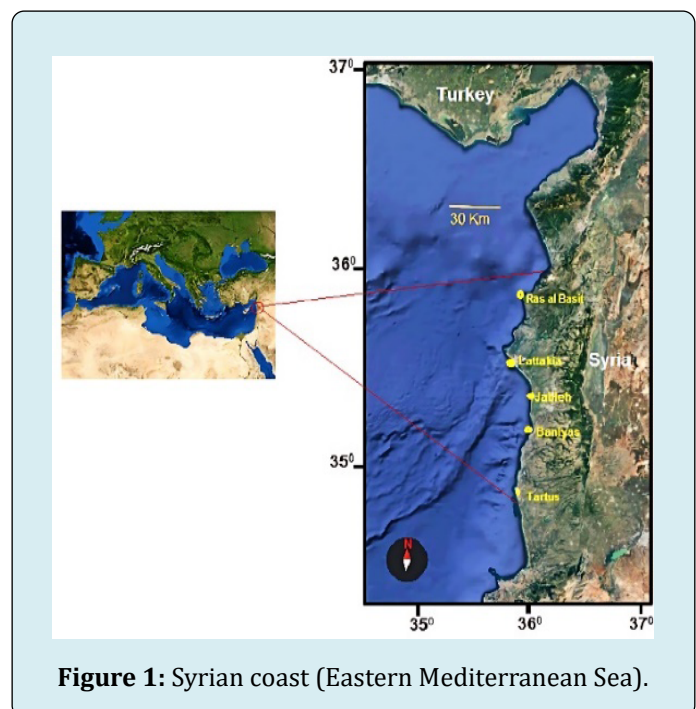 37⁰
Turkey
30 Km
36⁰
Ras al Basit
Lattakia
Syria
Jableh
Baniyas
35⁰
Tartus
N
35⁰ 36⁰ 37⁰
Figure 1: Syrian coast (Eastern Mediterranean Sea).